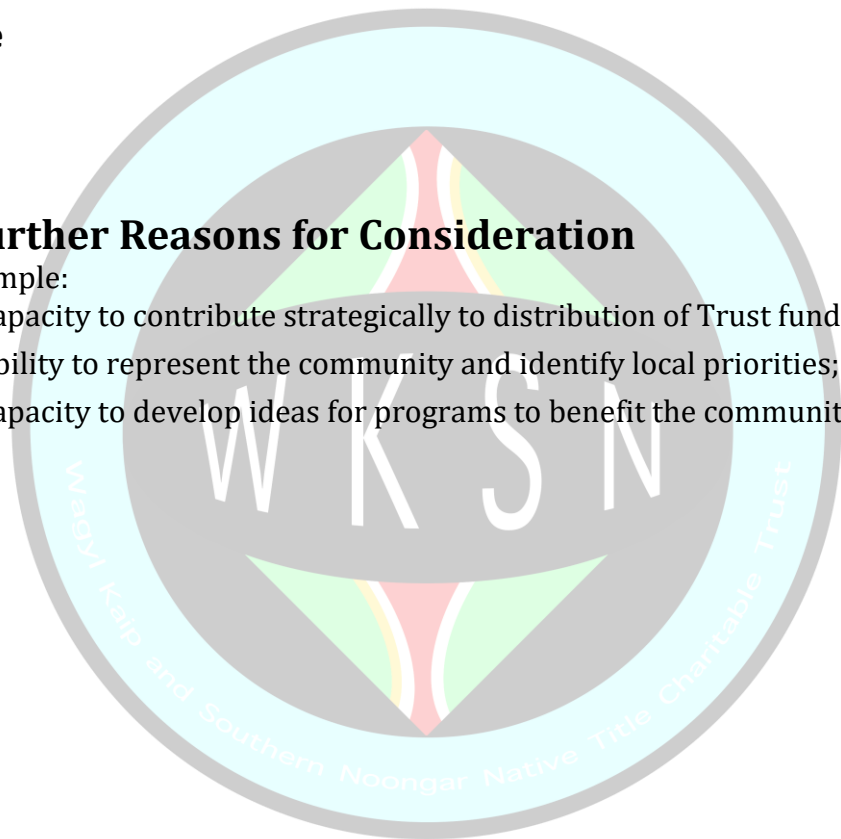 e
urther Reasons for Consideration
mple:
apacity to contribute strategically to distribution of Trust fund
bility to represent the community and identify local priorities;
apacity to develop ideas for programs to benefit the communit
WKSN
Wagyl Kaip and Southern Noongar Native Title Charitable Trust